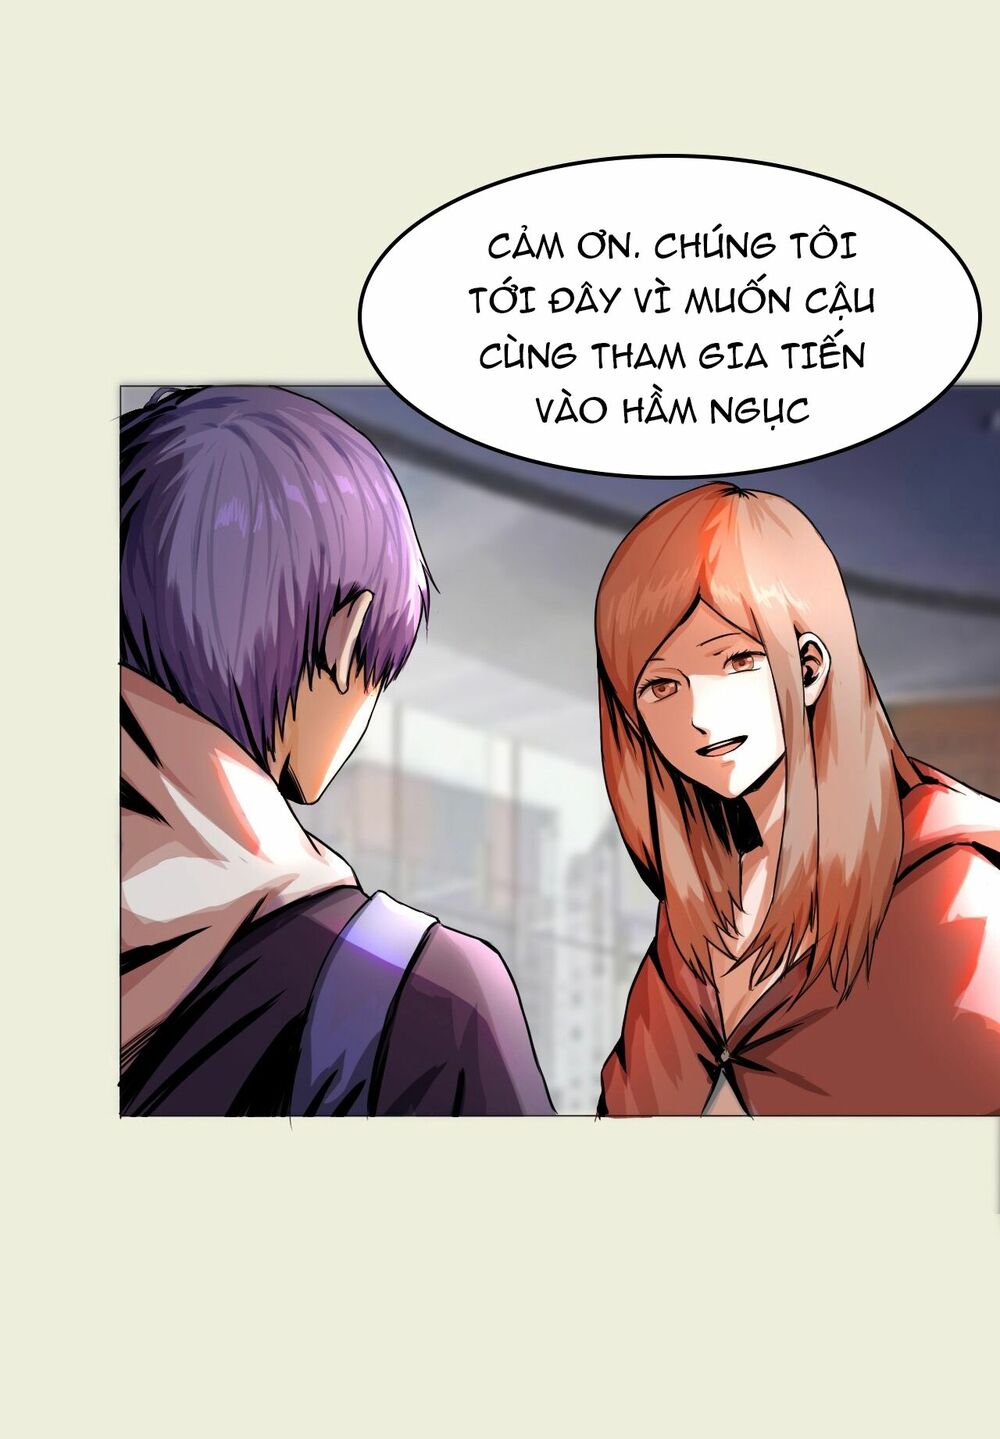 CẢM ƠN. CHÚNG TÔI
TỚI ĐÂY VÌ MUỐN CẬU
CÙNG THAM GIA TIẾN
VÀO HẦM NGỤC